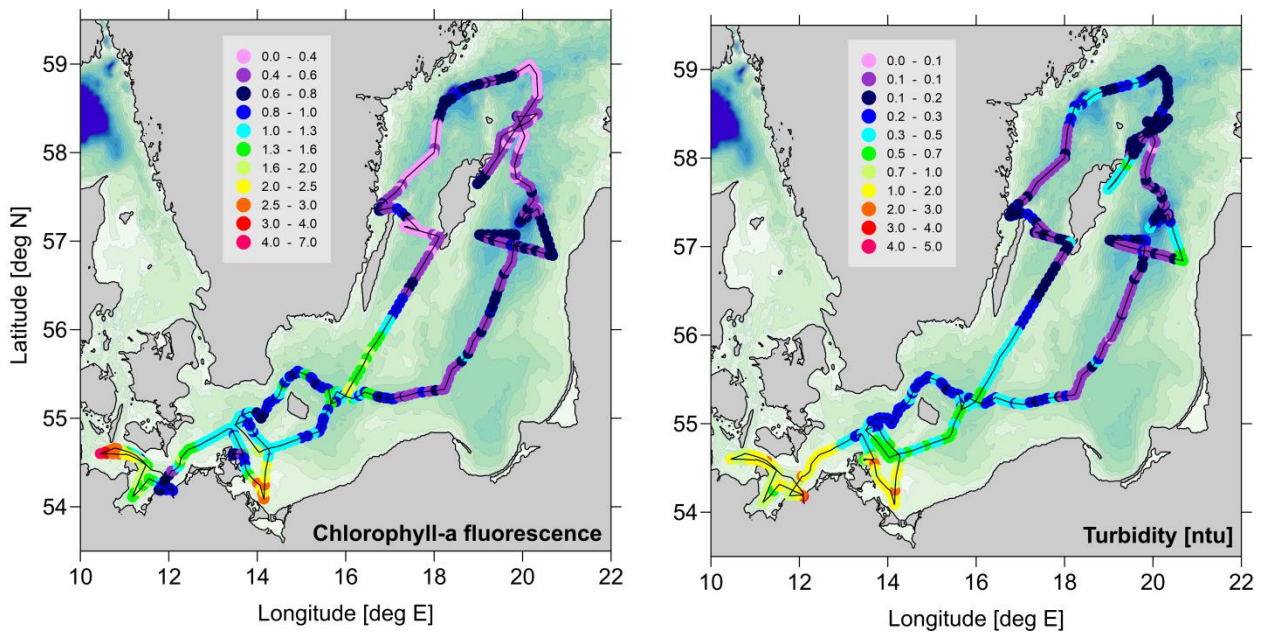 0.0 - 0.4
0.4 - 0.6
0.6 - 0.8
0.8 - 1.0
1.0 - 1.3
1.3 - 1.6
1.6 - 2.0
2.0 - 2.5
2.5 - 3.0
3.0 - 4.0
4.0 - 7.0
59
58
57
56
55
54
Latitude [deg N]
Chlorophyll-a fluorescence
10 12 14 16 18 20 22
Longitude [deg E]
0.0 - 0.1
0.1 - 0.1
0.1 - 0.2
0.2 - 0.3
0.3 - 0.5
0.5 - 0.7
0.7 - 1.0
1.0 - 2.0
2.0 - 3.0
3.0 - 4.0
4.0 - 5.0
59
58
57
56
55
54
Turbidity [ntu]
10 12 14 16 18 20 22
Longitude [deg E]